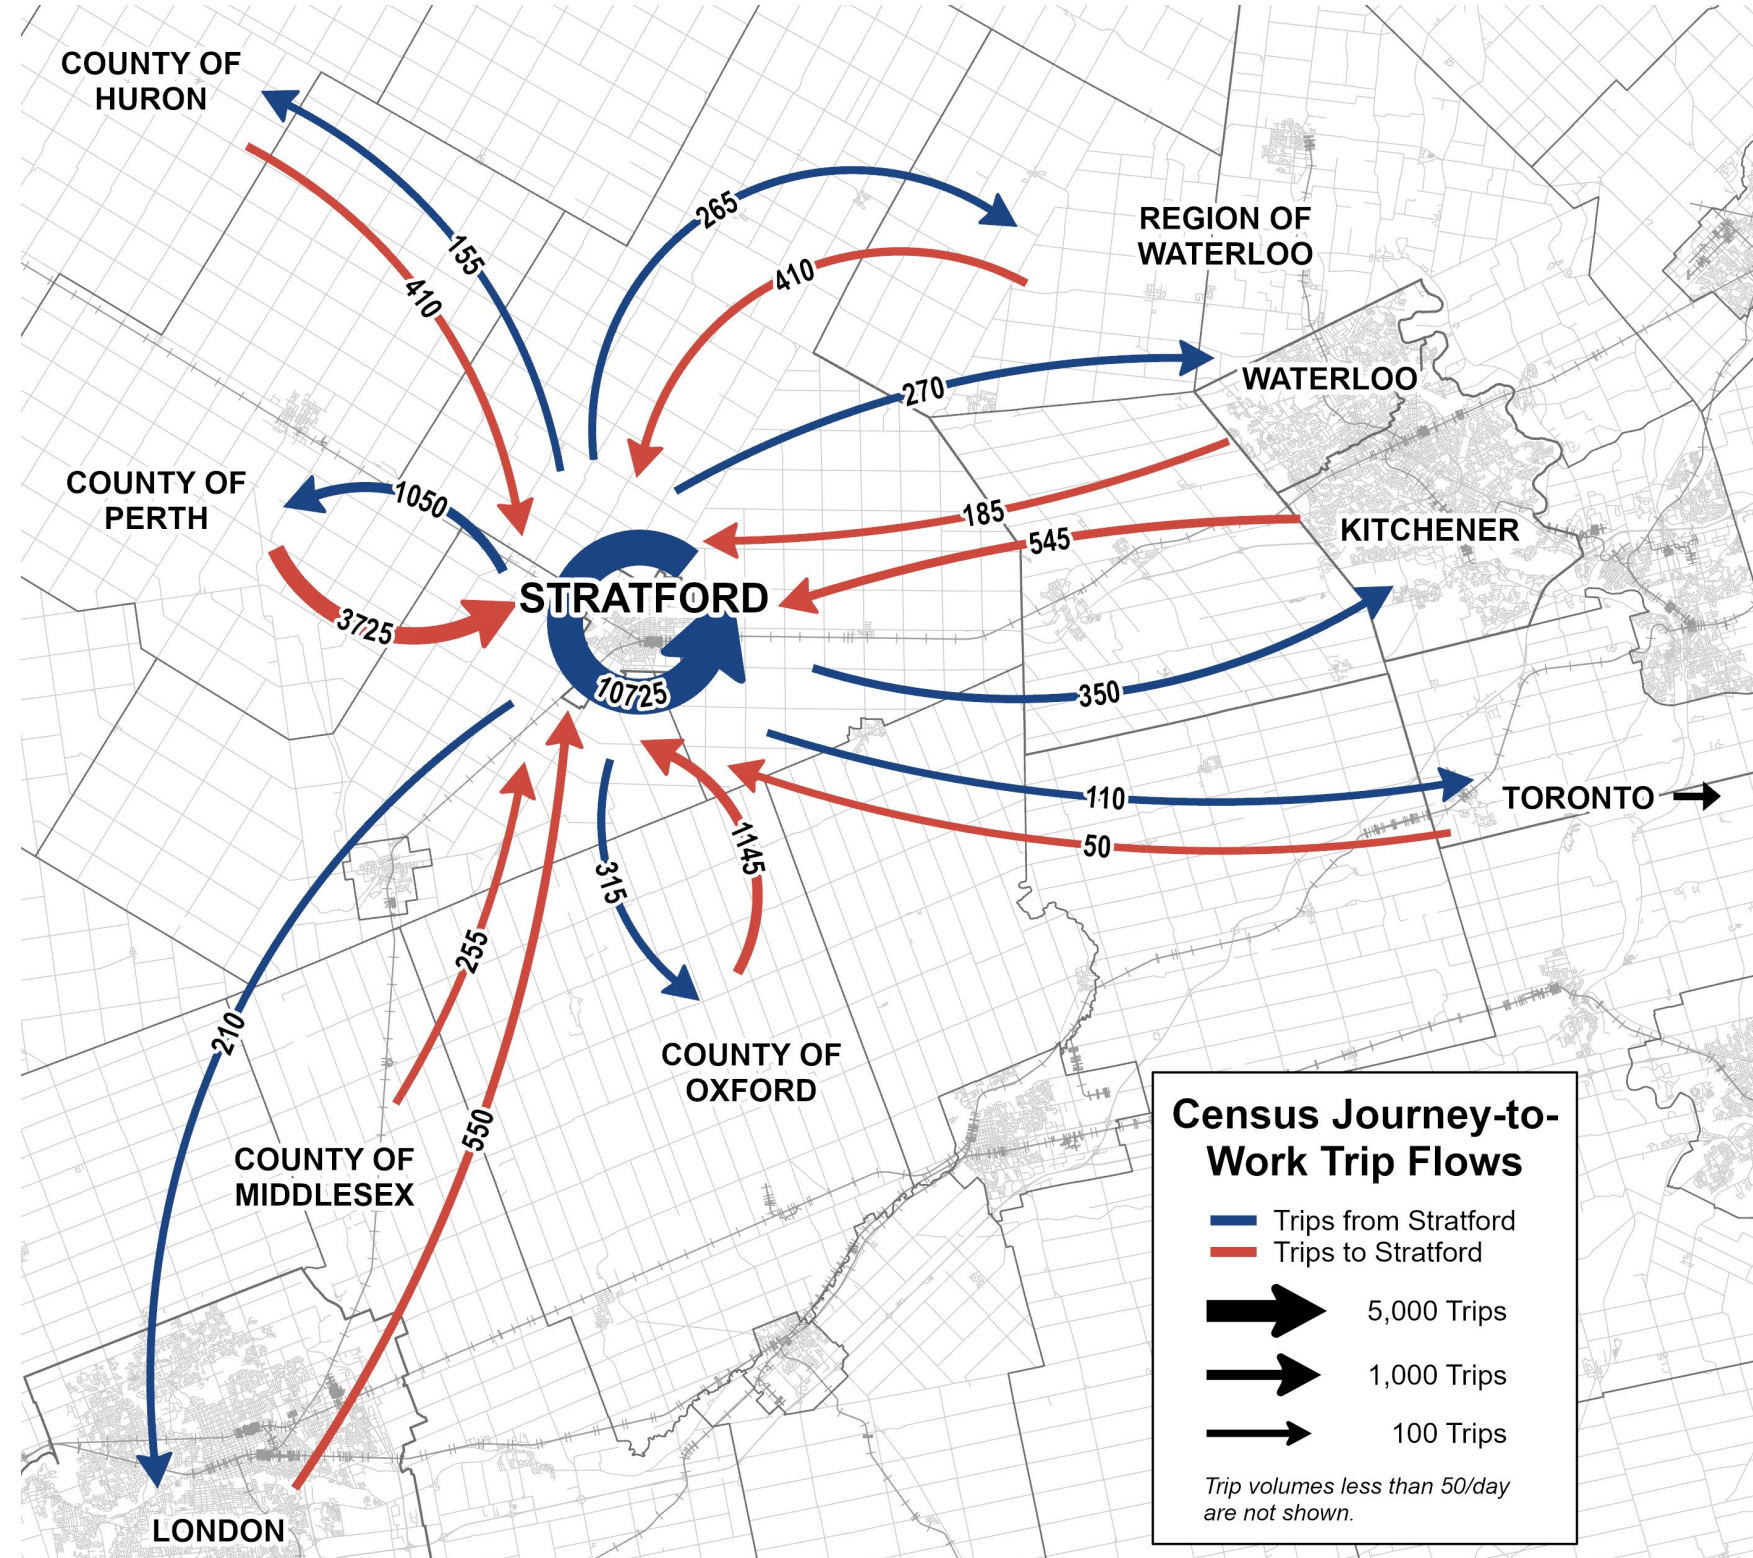 COUNTY OF
HURON
155
410
265
410
REGION OF
WATERLOO
270
WATERLOO
COUNTY OF
PERTH
1050
3725
185
545
KITCHENER
STRATFORD
10725
350
110
50
TORONTO
315
1145
255
210
550
COUNTY OF
OXFORD
COUNTY OF
MIDDLESEX
LONDON
Census Journey-to-
Work Trip Flows
Trips from Stratford
Trips to Stratford
5,000 Trips
1,000 Trips
100 Trips
Trip volumes less than 50/day
are not shown.